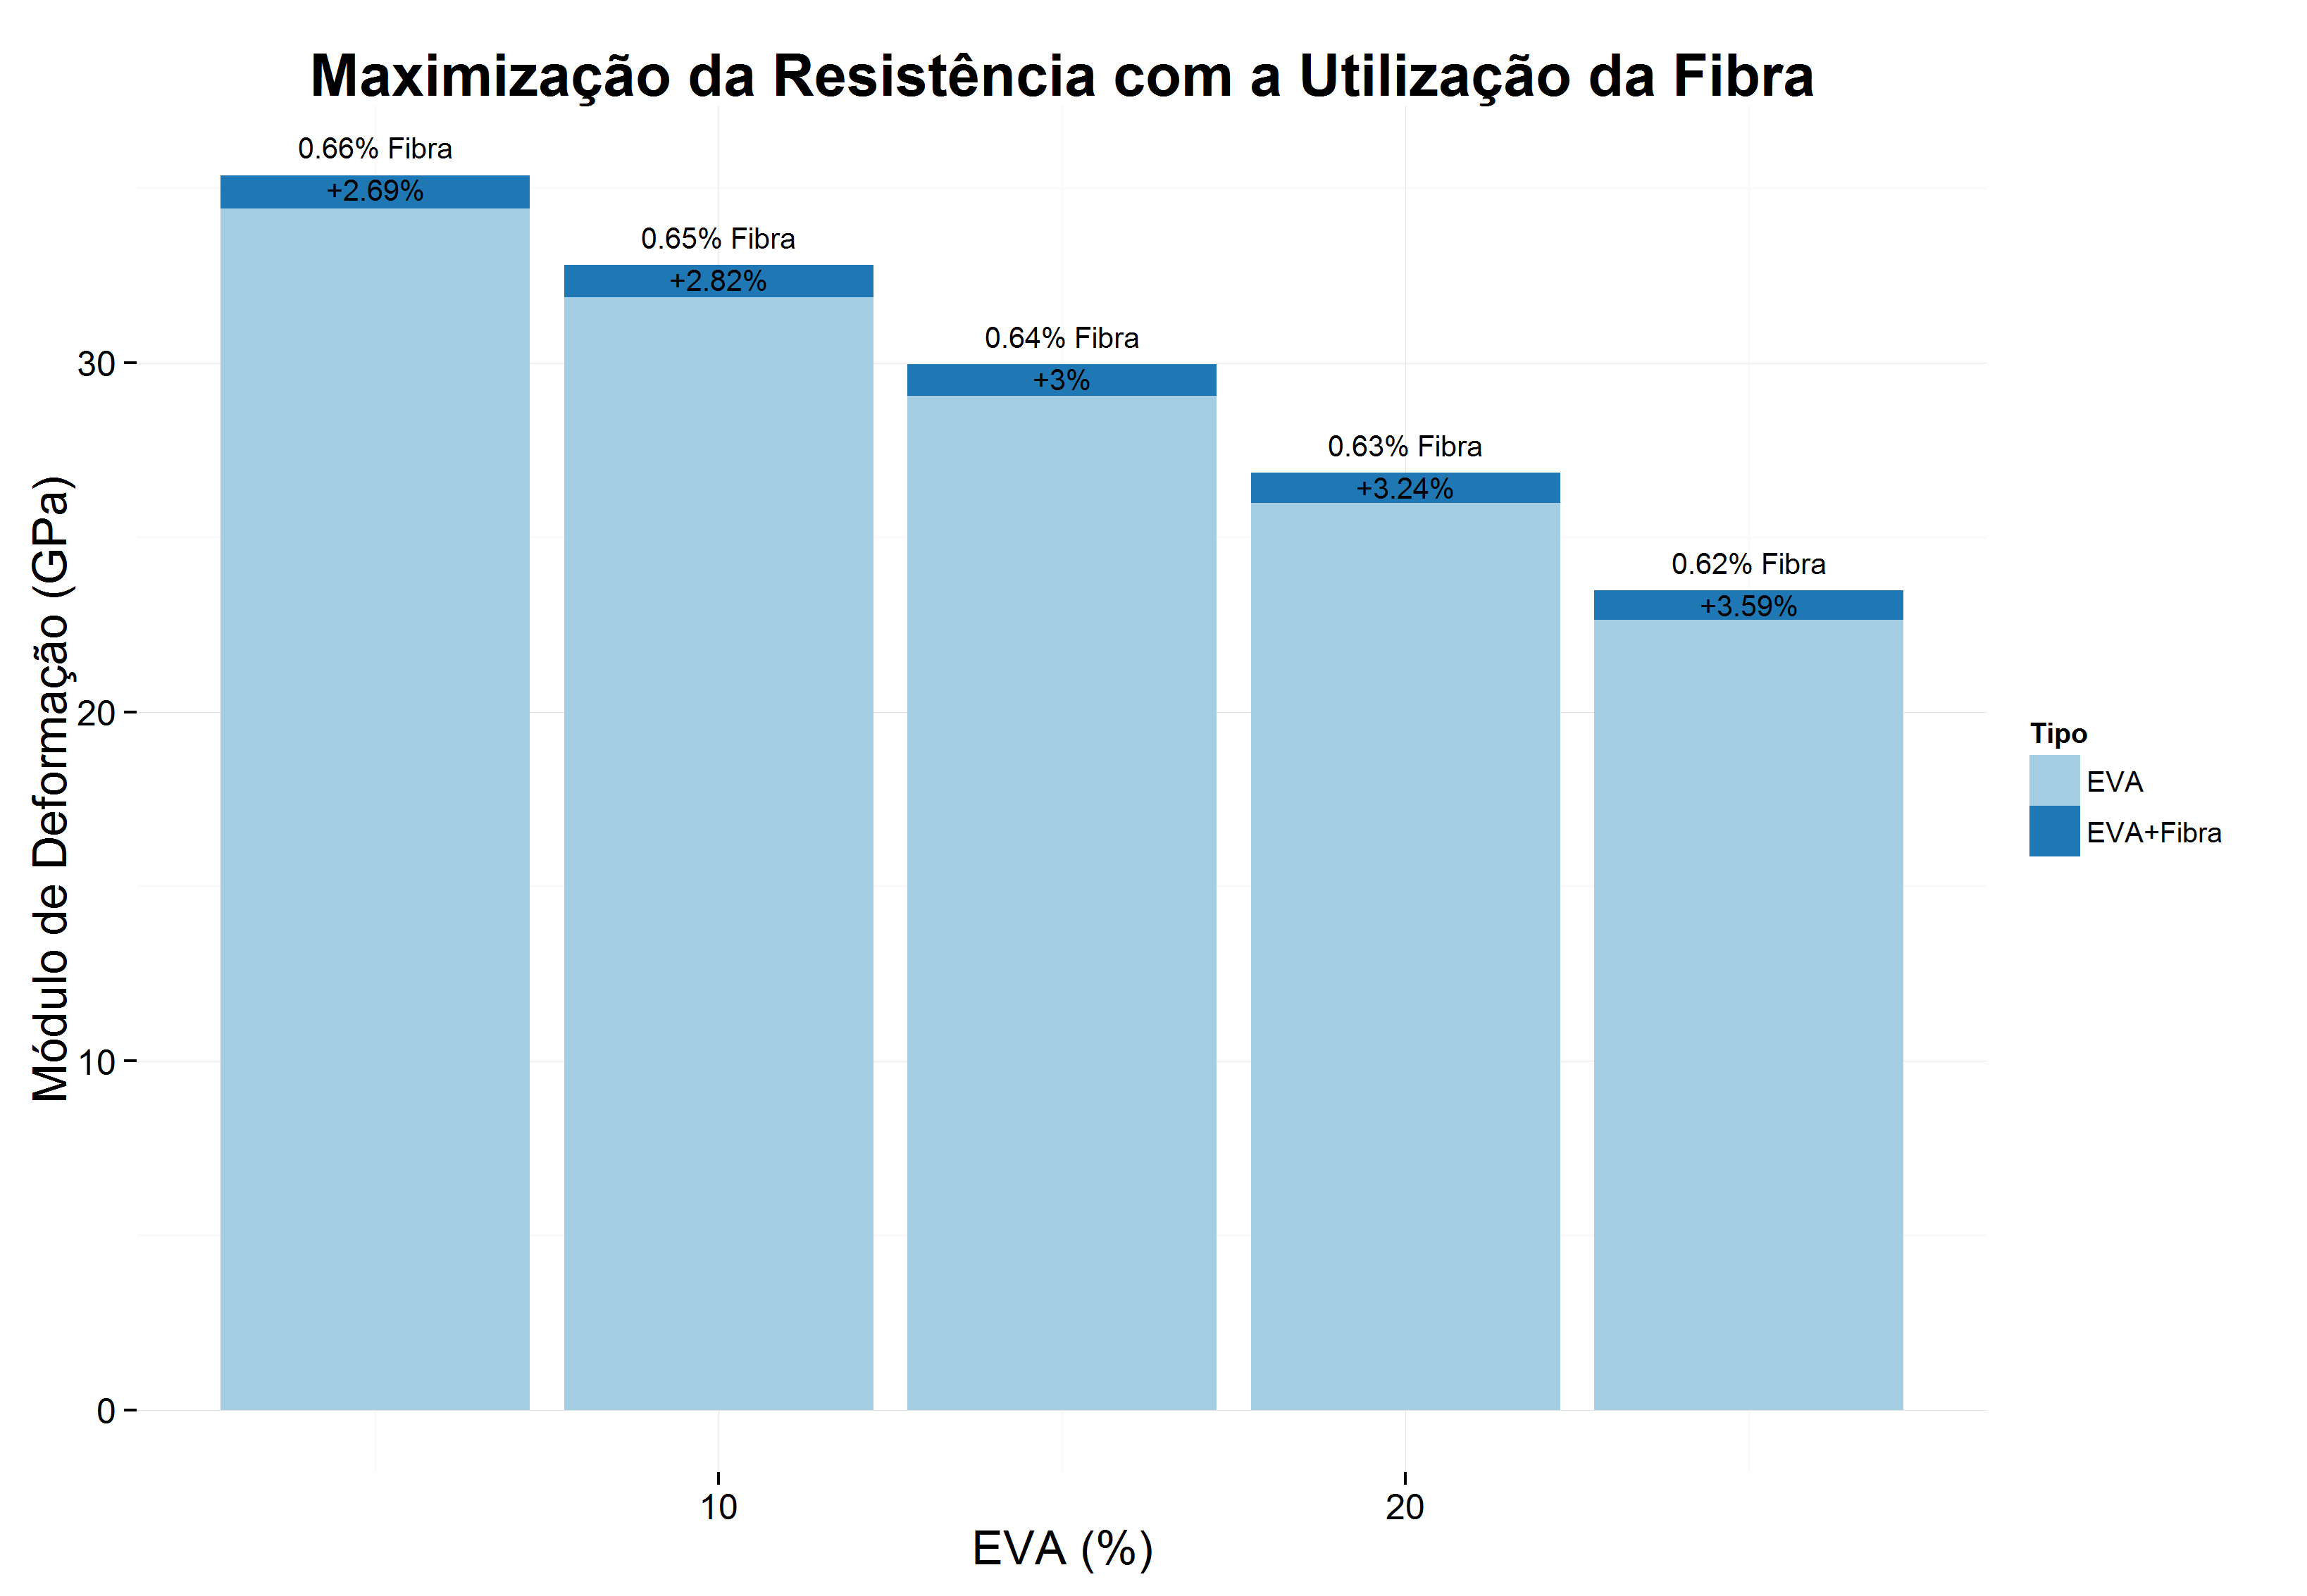 Maximização da Resistência com a Utilização da Fibra
0.66% Fibra
+2.69%
0.65% Fibra
+2.82%
0.64% Fibra
+3%
0.63% Fibra
+3.24%
0.62% Fibra
+3.59%
Módulo de Deformação (GPa)
30
20
10
0
10
20
EVA (%)
Tipo
EVA
EVA+Fibra